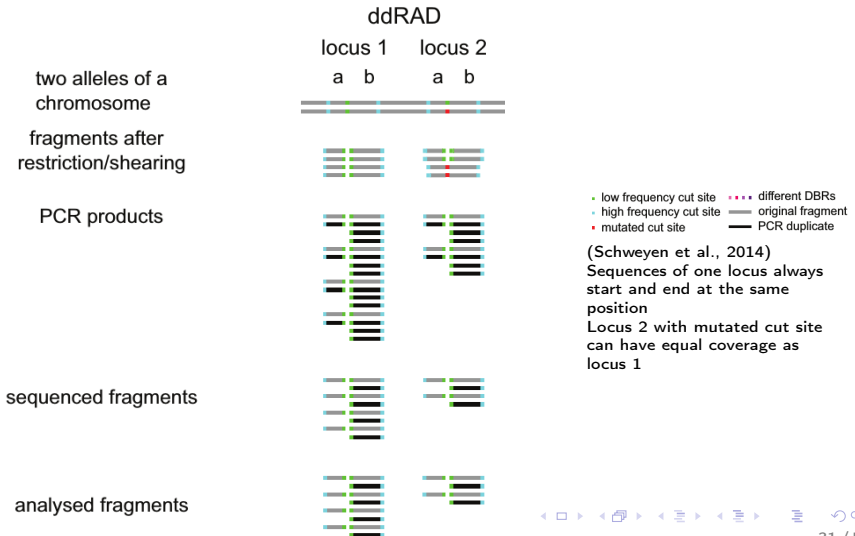 ddRAD
locus 1 locus 2
a b a b
two alleles of a
chromosome
fragments after
restriction/shearing
PCR products
sequenced fragments
analysed fragments
low frequency cut site
high frequency cut site
mutated cut site
different DBRs
original fragment
PCR duplicate
(Schweyen et al., 2014)
Sequences of one locus always
start and end at the same
position
Locus 2 with mutated cut site
can have equal coverage as
locus 1